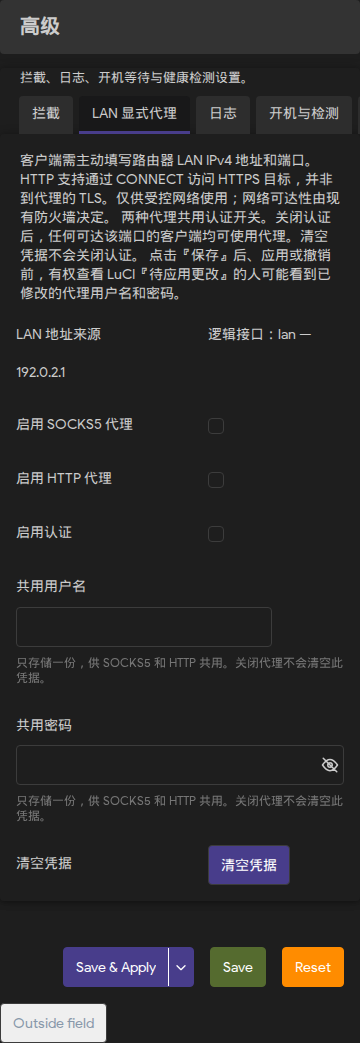 高级
拦截、日志、开机等待与健康检测设置。
拦截
LAN 显式代理
日志
开机与检测
客户端需主动填写路由器 LAN IPv4 地址和端口。
HTTP 支持通过 CONNECT 访问 HTTPS 目标，并非
到代理的 TLS。仅供受控网络使用；网络可达性由现
有防火墙决定。 两种代理共用认证开关。关闭认证
后，任何可达该端口的客户端均可使用代理。清空
凭据不会关闭认证。 点击『保存』后、应用或撤销
前，有权查看 LuCI『待应用更改』的人可能看到已
修改的代理用户名和密码。
LAN 地址来源
逻辑接口：lan —
192.0.2.1
启用 SOCKS5 代理
启用 HTTP 代理
启用认证
共用用户名
只存储一份，供 SOCKS5 和 HTTP 共用。关闭代理不会清空此
凭据。
共用密码
只存储一份，供 SOCKS5 和 HTTP 共用。关闭代理不会清空此
凭据。
清空凭据
清空凭据
Save & Apply
Save
Reset
Outside field